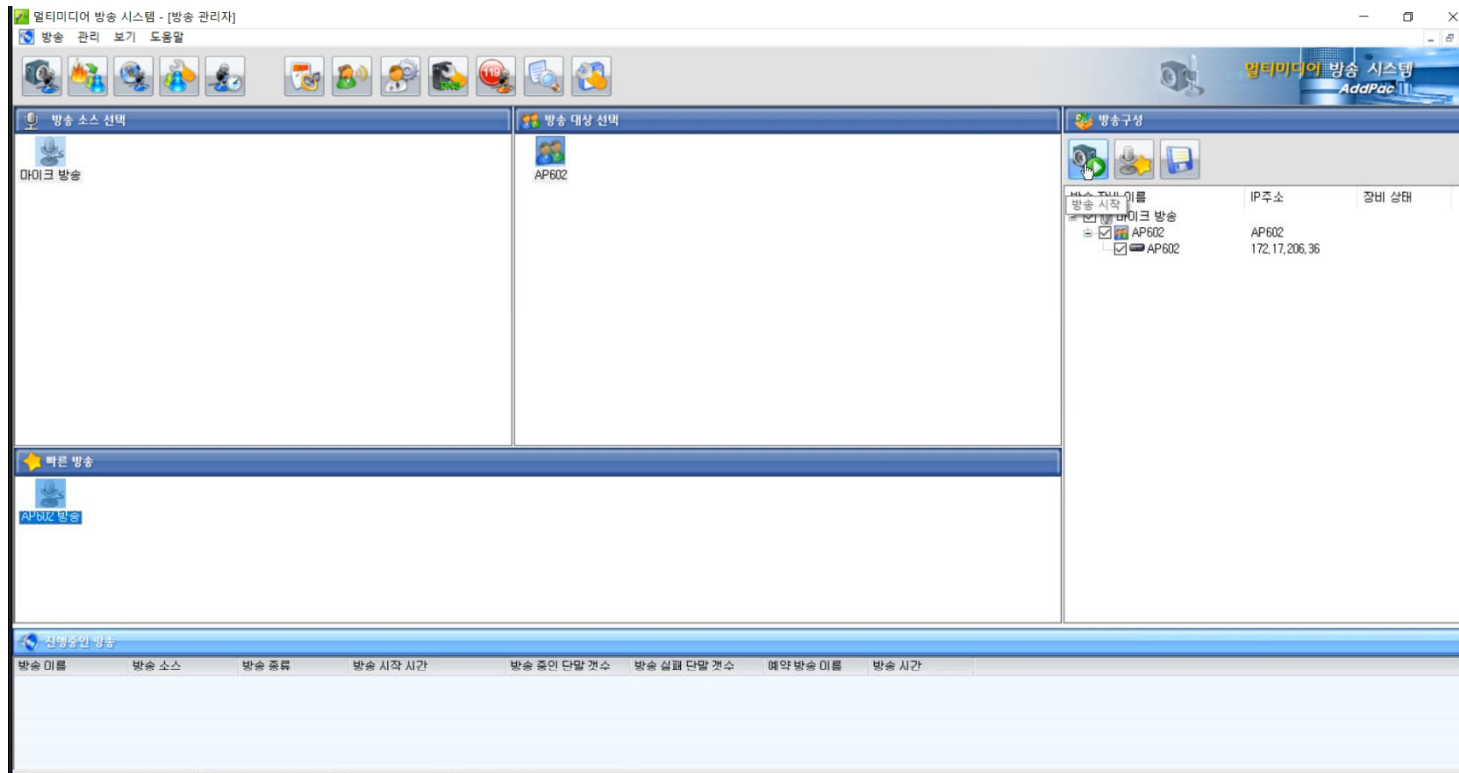 멀티미디어 방송 시스템 - [방송 관리자]
방송 관리 보기 도움말
119
멀티미디어 방송 시스템
AddPac
방송 소스 선택
마이크 방송
방송 대상 선택
AP602
방송구성
이름 IP주소 장비 상태
방송 시작
마이크 방송
AP602 AP602
AP602 172,17,206,36
빠른 방송
AP602 방송
진행중인 방송
방송 이름 방송 소스 방송 종류 방송 시작 시간 방송 중인 단말 갯수 방송 실패 단말 갯수 예약 방송 이름 방송 시간